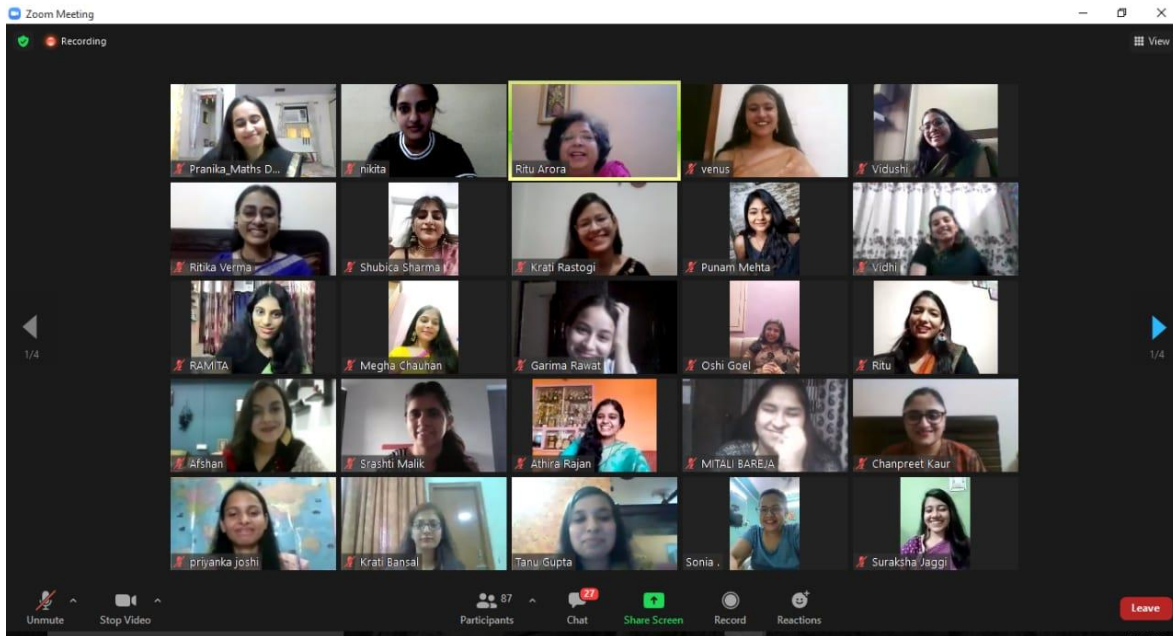 Zoom Meeting
Recording
View
Pranika_Maths D...
nikita
Ritu Arora
venus
Vidushi
Ritika Verma
Shubica Sharma
Krati Rastogi
Punam Mehta
Vidhi
1/4
1/4
RAMITA
Megha Chauhan
Garima Rawat
Oshi Goel
Ritu
Afshan
Srashti Malik
Athira Rajan
MITALI BAREJA
Chanpreet Kaur
priyanka joshi
Krati Bansal
Tanu Gupta
Sonia .
Suraksha Jaggi
Unmute
Stop Video
87
Participants
27
Chat
Share Screen
Record
Reactions
Leave